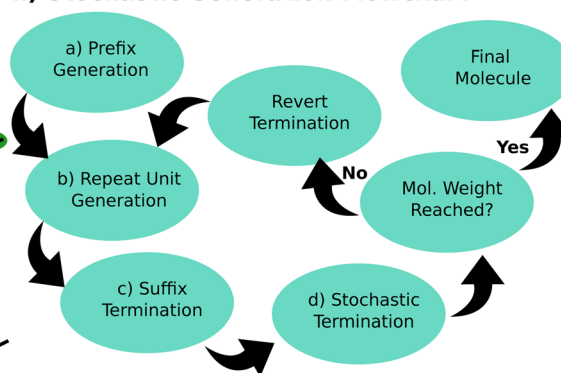 a) Prefix
Generation
b) Repeat Unit
Generation
c) Suffix
Termination
d) Stochastic
Termination
Mol. Weight
Reached?
No
Revert
Termination
Yes
Final
Molecule